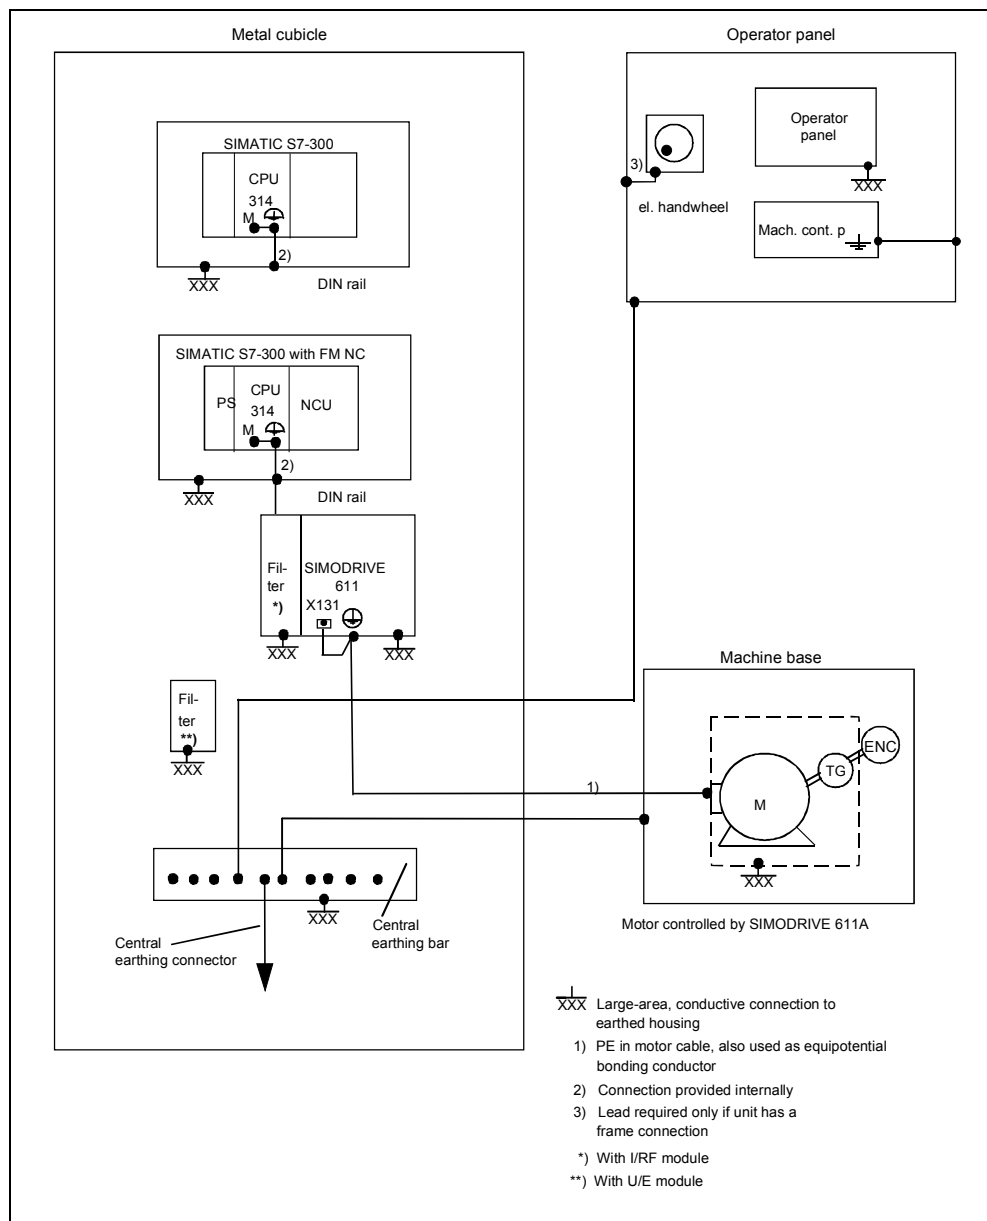 Metal cubicle
Operator panel
SIMATIC S7-300
CPU
314
M
2)
XXX
DIN rail
Operator
panel
XXX
3)
el. handwheel
Mach. cont. p
SIMATIC S7-300 with FM NC
PS
CPU
314
NCU
M
2)
XXX
DIN rail
Fil-
ter
*)
SIMODRIVE
611
X131
XXX
XXX
Fil-
ter
**)
XXX
Machine base
ENC
TG
M
1)
XXX
XXX
Central
earthing connector
Central
earthing bar
Motor controlled by SIMODRIVE 611A
XXX Large-area, conductive connection to
earthed housing
1) PE in motor cable, also used as equipotential
bonding conductor
2) Connection provided internally
3) Lead required only if unit has a
frame connection
*) With I/RF module
**) With U/E module